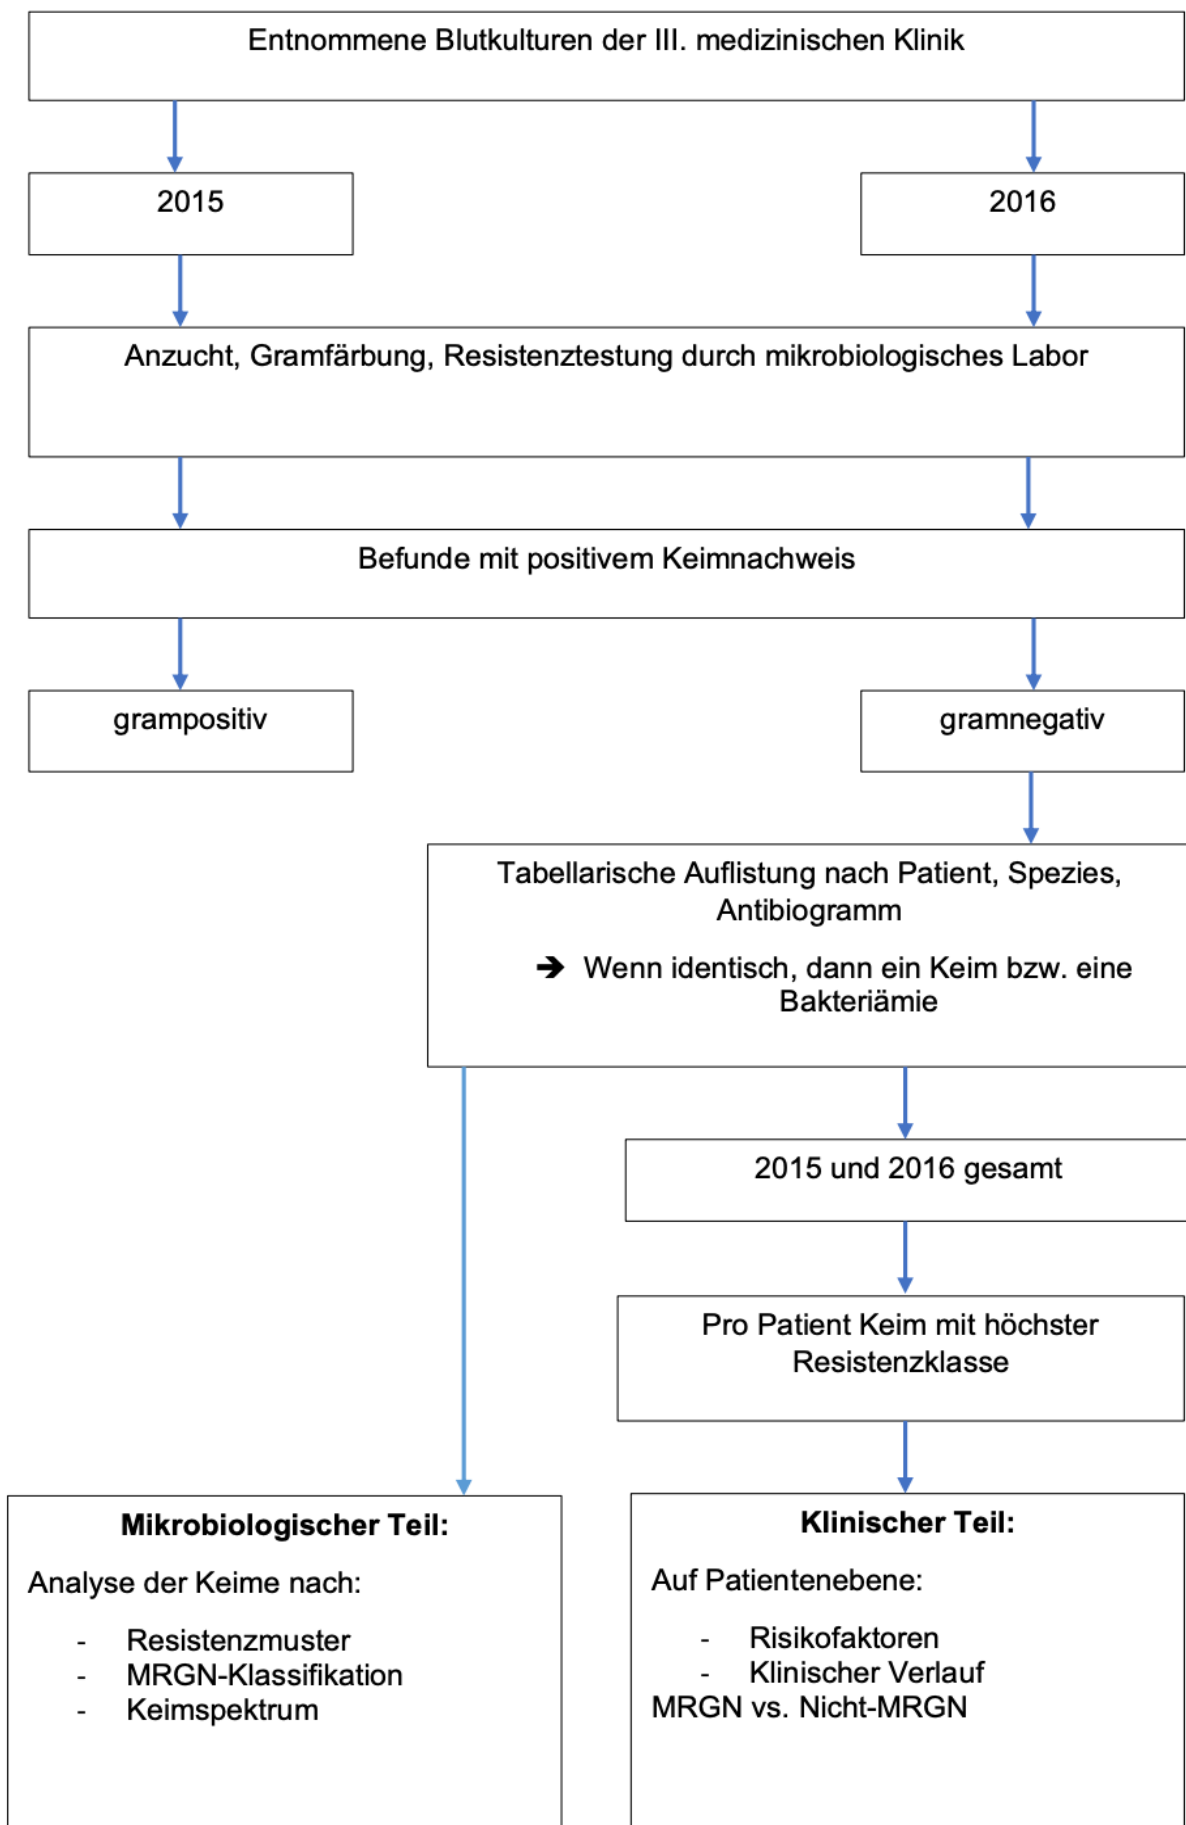 Entnommene Blutkulturen der III. medizinischen Klinik
2015
2016
Anzucht, Gramfärbung, Resistenztestung durch mikrobiologisches Labor
Befunde mit positivem Keimnachweis
grampositiv
gramnegativ
Tabellarische Auflistung nach Patient, Spezies,
Antibiogramm
➔ Wenn identisch, dann ein Keim bzw. eine
Bakteriämie
2015 und 2016 gesamt
Pro Patient Keim mit höchster
Resistenzklasse
Mikrobiologischer Teil:
Analyse der Keime nach:
- Resistenzmuster
- MRGN-Klassifikation
- Keimspektrum
Klinischer Teil:
Auf Patientenebene:
- Risikofaktoren
- Klinischer Verlauf
MRGN vs. Nicht-MRGN